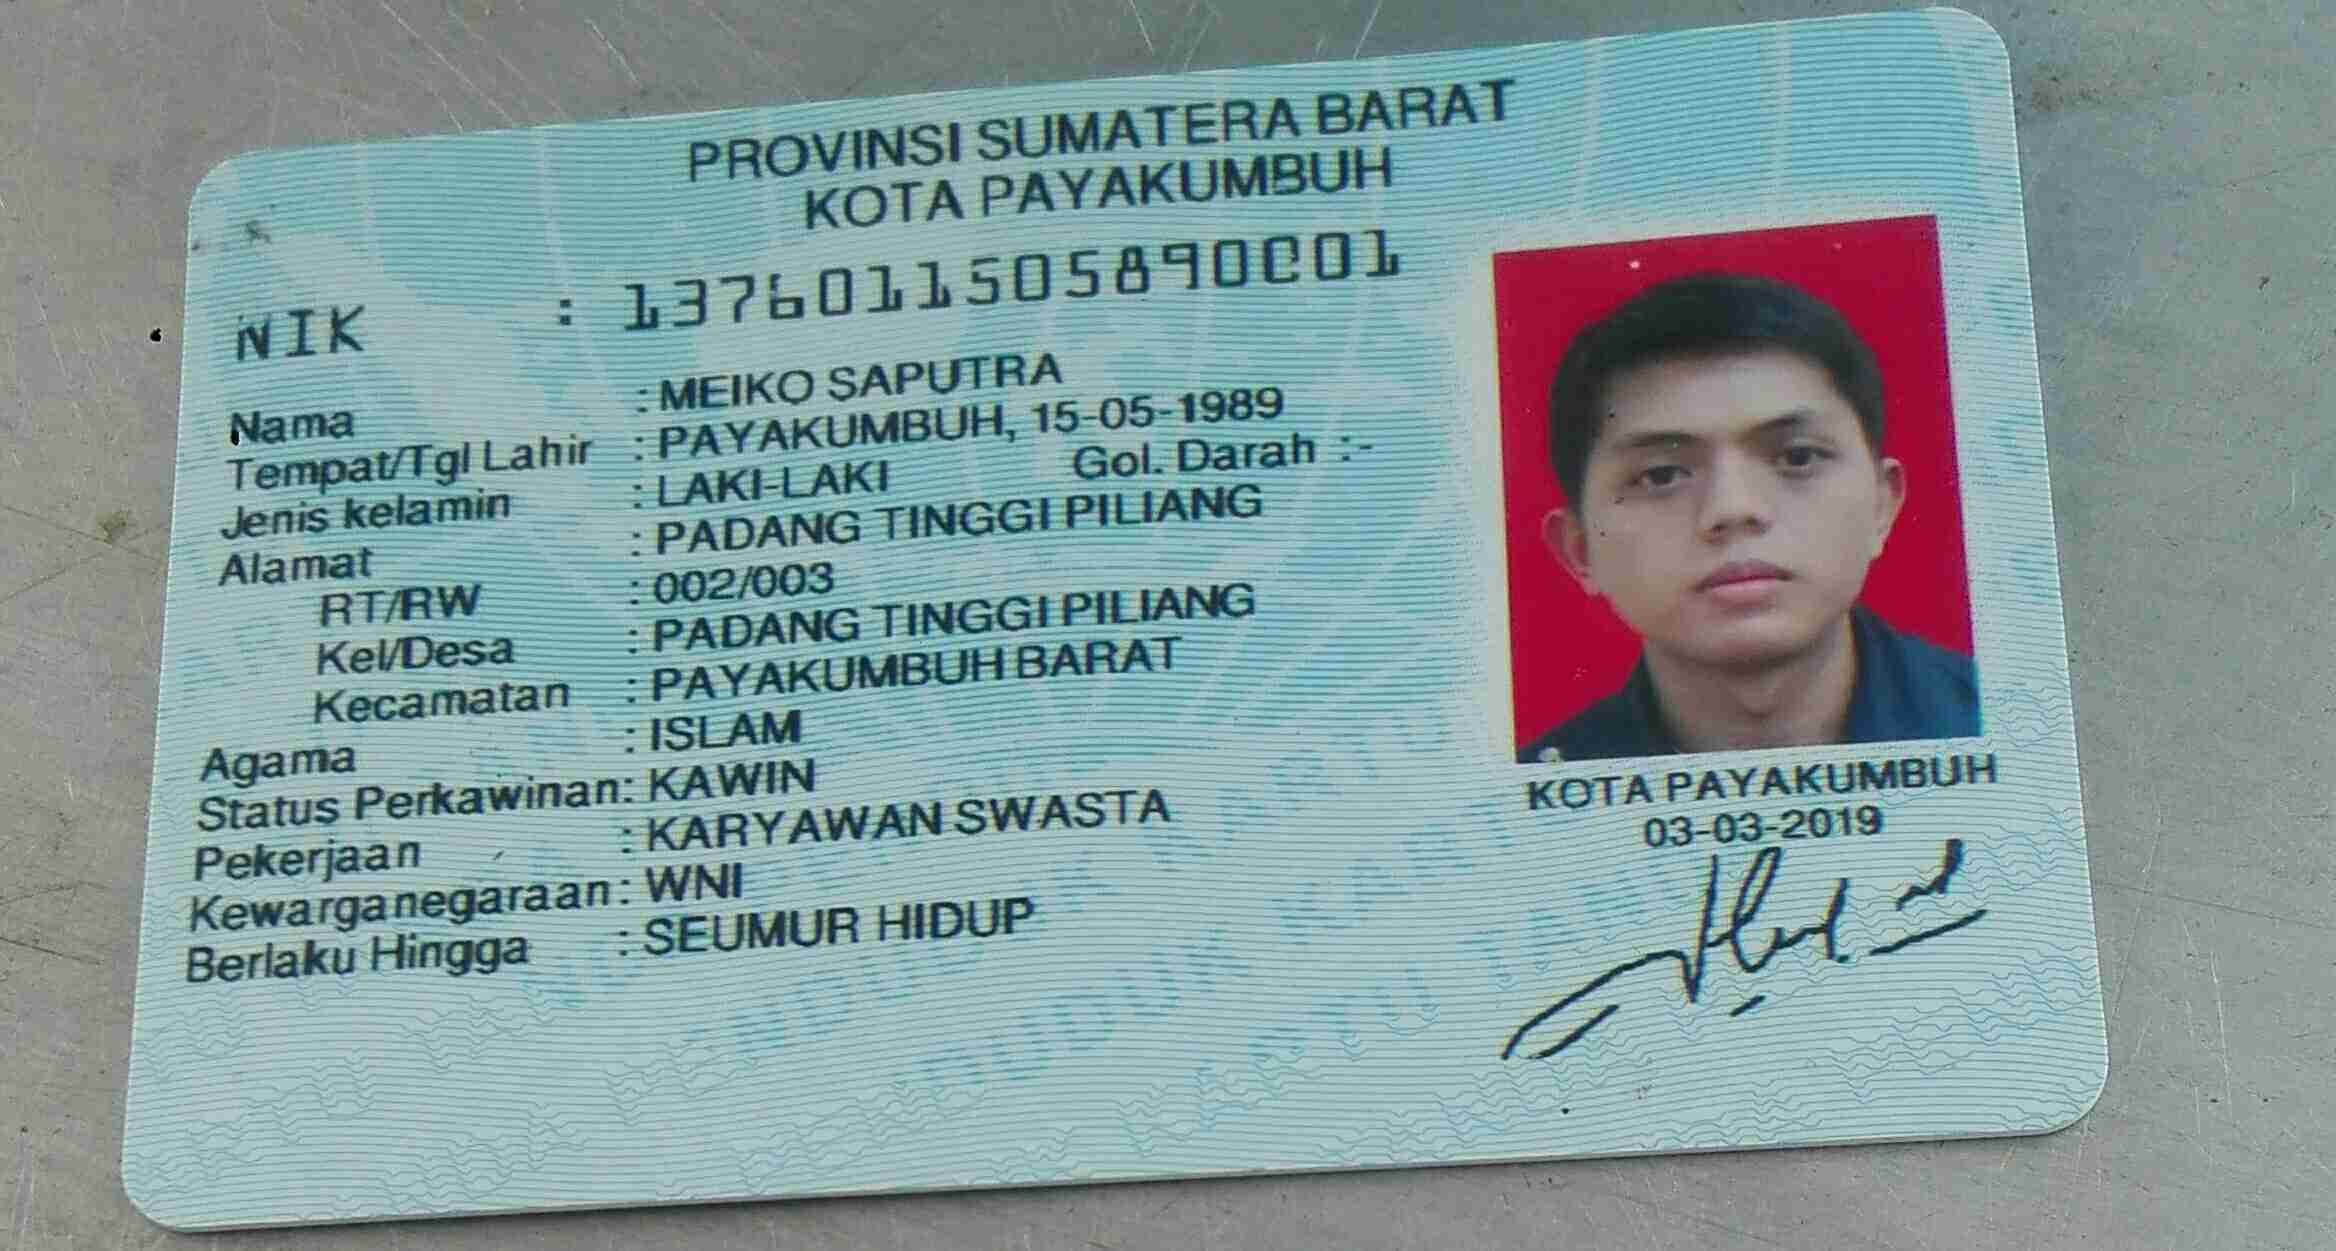 PROVINSI SUMATERA BARAT
KOTA PAYAKUMBUH
NIK : 1376011505890001
Nama : MEIKO SAPUTRA
Tempat/Tgl Lahir : PAYAKUMBUH, 15-05-1989
Jenis kelamin : LAKI-LAKI Gol. Darah :-
Alamat : PADANG TINGGI PILIANG
RT/RW : 002/003
Kel/Desa : PADANG TINGGI PILIANG
Kecamatan : PAYAKUMBUH BARAT
Agama : ISLAM
Status Perkawinan: KAWIN
Pekerjaan : KARYAWAN SWASTA
Kewarganegaraan: WNI
Berlaku Hingga : SEUMUR HIDUP
KOTA PAYAKUMBUH
03-03-2019